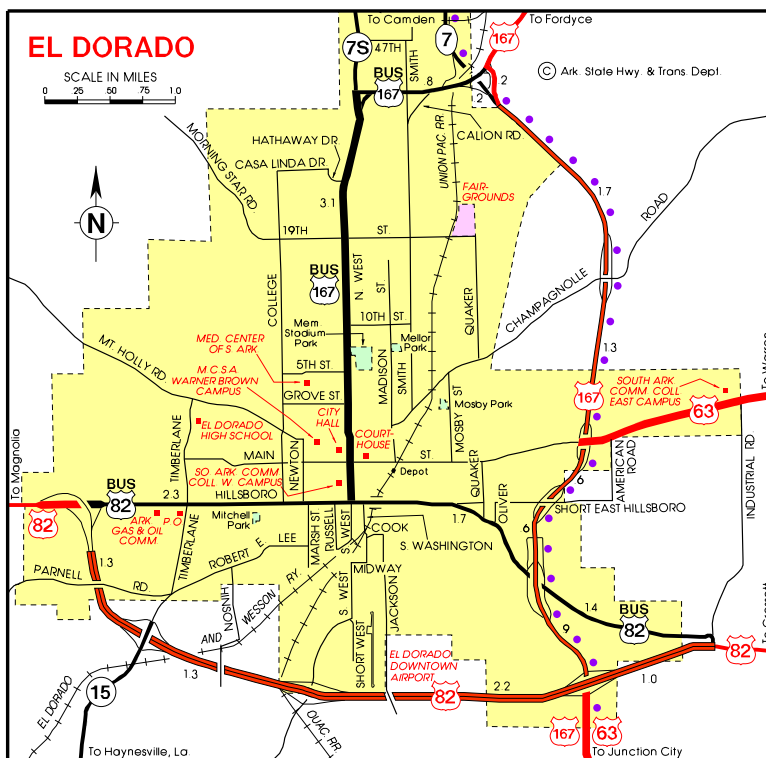 To Camden
To Fordyce
EL DORADO
SCALE IN MILES
0 .25 .50 .75 1.0
7S
47TH
SMITH
7
167
BUS
167
8
2
2
© Ark. State Hwy. & Trans. Dept.
CALION RD
UNION PAC. RR.
HATHAWAY DR.
CASA LINDA DR.
MORNING STAR RD.
N
3.1
FAIR-
GROUNDS
1.7
ROAD
19TH ST.
BUS
167
N WEST
ST.
COLLEGE
10TH ST.
QUAKER
CHAMPAGNOLLE
Mem
Stadium
Park
Mellor
Park
1.3
MT. HOLLY RD
MED. CENTER
OF S. ARK
5TH ST.
MADISON
SMITH
M.C.S.A
WARNER BROWN
CAMPUS
GROVE ST.
CITY
HALL
MOSBY ST
Mosby Park
167
SOUTH ARK
COMM. COLL
EAST CAMPUS
63
To Warren
EL DORADO
HIGH SCHOOL
COURT-
HOUSE
TIMBERLANE
MAIN ST.
NEWTON
SO. ARK COMM
COLL W. CAMPUS
Depot
QUAKER
OLIVER
AMERICAN
ROAD
INDUSTRIAL RD.
To Magnolia
82
BUS
82
2.3
HILLSBORO
6
SHORT EAST HILLSBORO
ARK
GAS & OIL
COMM
P O
TIMBERLANE
Mitchell
Park
MARSH ST.
RUSSELL
S. WEST
COOK
1.7
6
S. WASHINGTON
ROBERT E LEE
1.3
PARNELL RD
HINSON
WESSON RY.
AND
EL DORADO
MIDWAY
S WEST
JACKSON
SHORT WEST
1.4
BUS
82
9
82
15
1.3
EL DORADO
DOWNTOWN
AIRPORT
82
2.2
1.0
OUAC. RR.
167
63
To Haynesville, La.
To Junction City